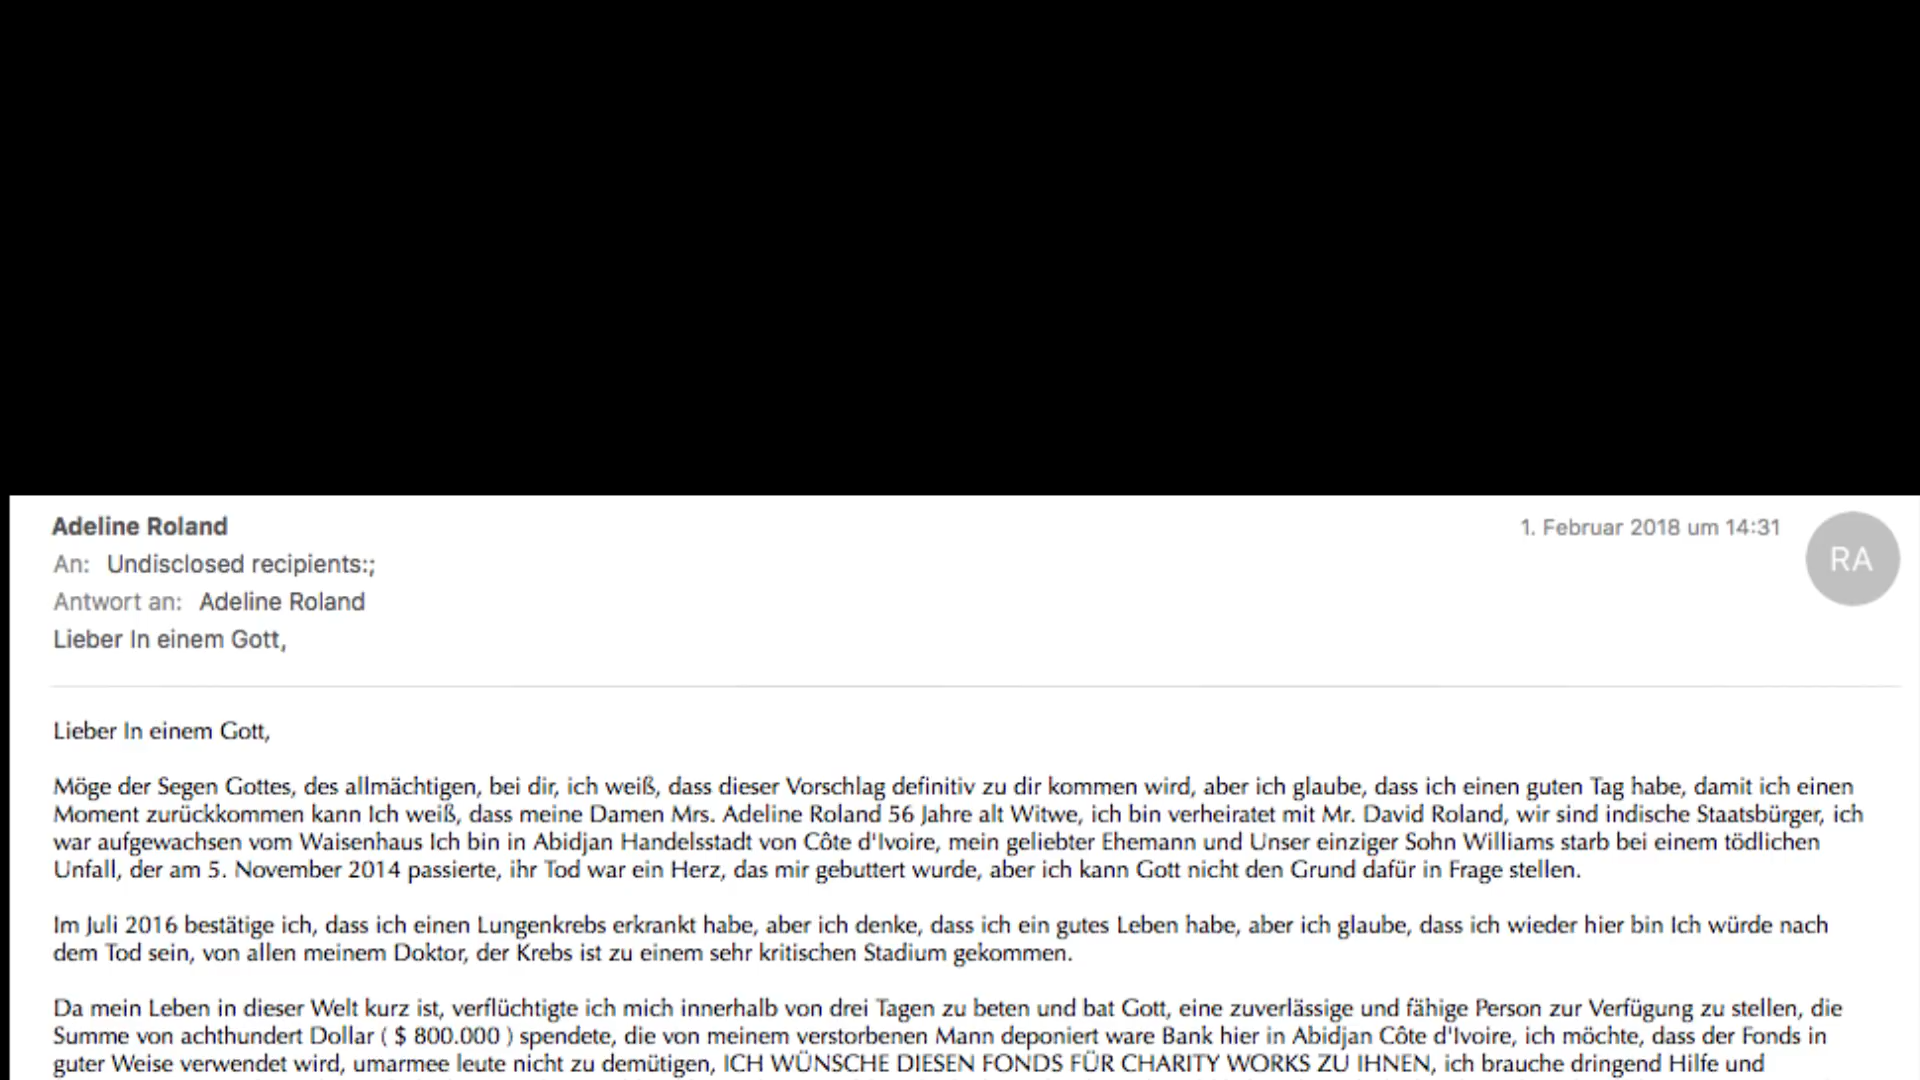 Adeline Roland
1. Februar 2018 um 14:31
RA
An: Undisclosed recipients:;
Antwort an: Adeline Roland
Lieber In einem Gott,
Lieber In einem Gott,
Möge der Segen Gottes, des allmächtigen, bei dir, ich weiß, dass dieser Vorschlag definitiv zu dir kommen wird, aber ich glaube, dass ich einen guten Tag habe, damit ich einen
Moment zurückkommen kann Ich weiß, dass meine Damen Mrs. Adeline Roland 56 Jahre alt Witwe, ich bin verheiratet mit Mr. David Roland, wir sind indische Staatsbürger, ich
war aufgewachsen vom Waisenhaus Ich bin in Abidjan Handelsstadt von Côte d'Ivoire, mein geliebter Ehemann und Unser einziger Sohn Williams starb bei einem tödlichen
Unfall, der am 5. November 2014 passierte, ihr Tod war ein Herz, das mir gebuttert wurde, aber ich kann Gott nicht den Grund dafür in Frage stellen.
Im Juli 2016 bestätige ich, dass ich einen Lungenkrebs erkrankt habe, aber ich denke, dass ich ein gutes Leben habe, aber ich glaube, dass ich wieder hier bin Ich würde nach
dem Tod sein, von allen meinem Doktor, der Krebs ist zu einem sehr kritischen Stadium gekommen.
Da mein Leben in dieser Welt kurz ist, verflüchtigte ich mich innerhalb von drei Tagen zu beten und bat Gott, eine zuverlässige und fähige Person zur Verfügung zu stellen, die
Summe von achthundert Dollar ( $ 800.000 ) spendete, die von meinem verstorbenen Mann deponiert ware Bank hier in Abidjan Côte d'Ivoire, ich möchte, dass der Fonds in
guter Weise verwendet wird, umarmee leute nicht zu demütigen, ICH WÜNSCHE DIESEN FONDS FÜR CHARITY WORKS ZU IHNEN, ich brauche dringend Hilfe und